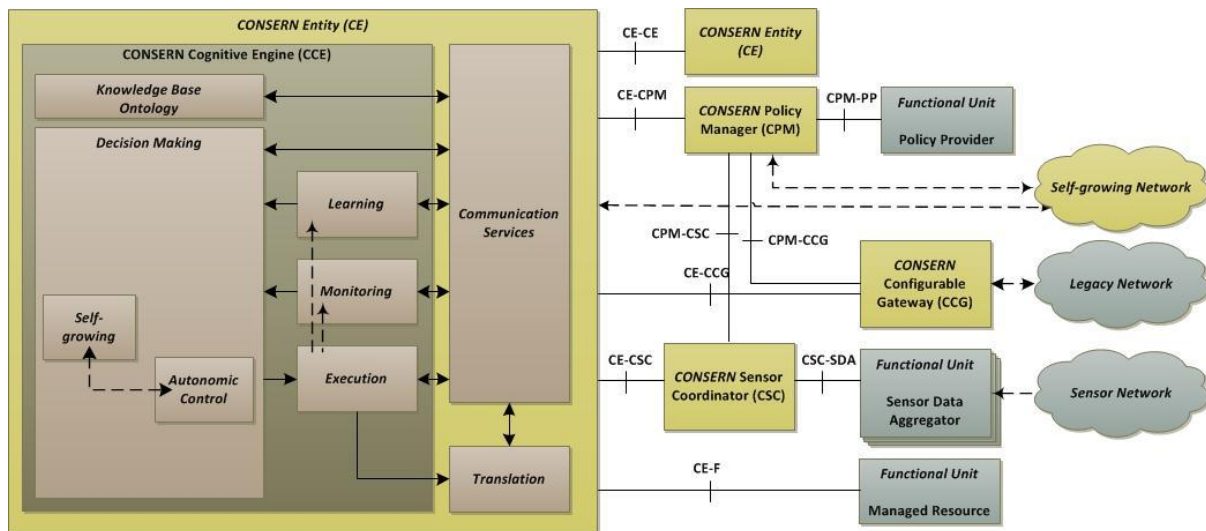 CONSERN Entity (CE)
CONSERN Cognitive Engine (CCE)
Knowledge Base
Ontology
Decision Making
Learning
Monitoring
Self-
growing
Autonomic
Control
Execution
Communication
Services
Translation
CE-CE
CONSERN Entity
(CE)
CE-CPM
CONSERN Policy
Manager (CPM)
CPM-PP
Functional Unit
Policy Provider
Self-growing Network
CPM-CSC
CPM-CCG
CE-CCG
CONSERN
Configurable
Gateway (CCG)
Legacy Network
CE-CSC
CONSERN Sensor
Coordinator (CSC)
CSC-SDA
Functional Unit
Sensor Data
Aggregator
Sensor Network
CE-F
Functional Unit
Managed Resource